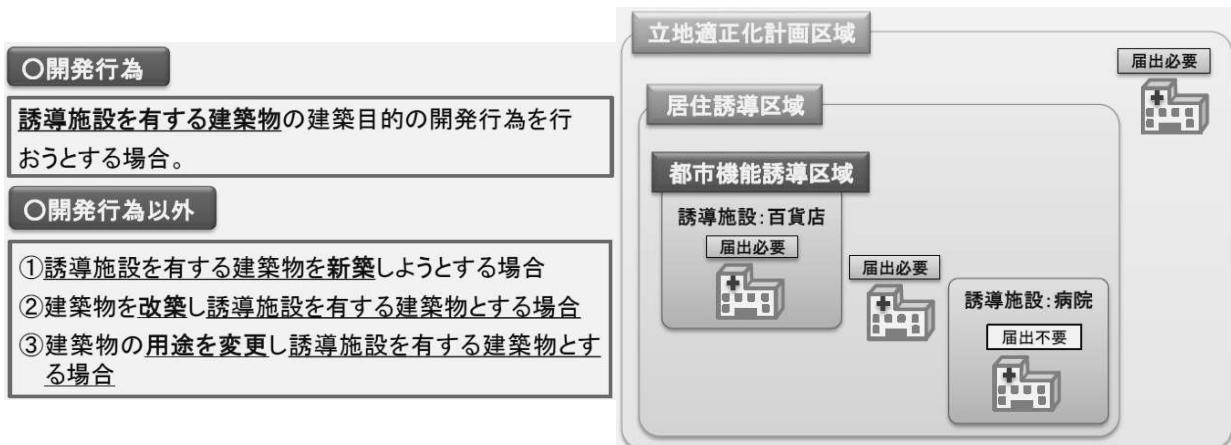 ○開発行為
誘導施設を有する建築物の建築目的の開発行為を行
おうとする場合。
○開発行為以外
①誘導施設を有する建築物を新築しようとする場合
②建築物を改築し誘導施設を有する建築物とする場合
③建築物の用途を変更し誘導施設を有する建築物とす
る場合
立地適正化計画区域
届出必要
居住誘導区域
都市機能誘導区域
誘導施設:百貨店
届出必要
届出必要
誘導施設:病院
届出不要